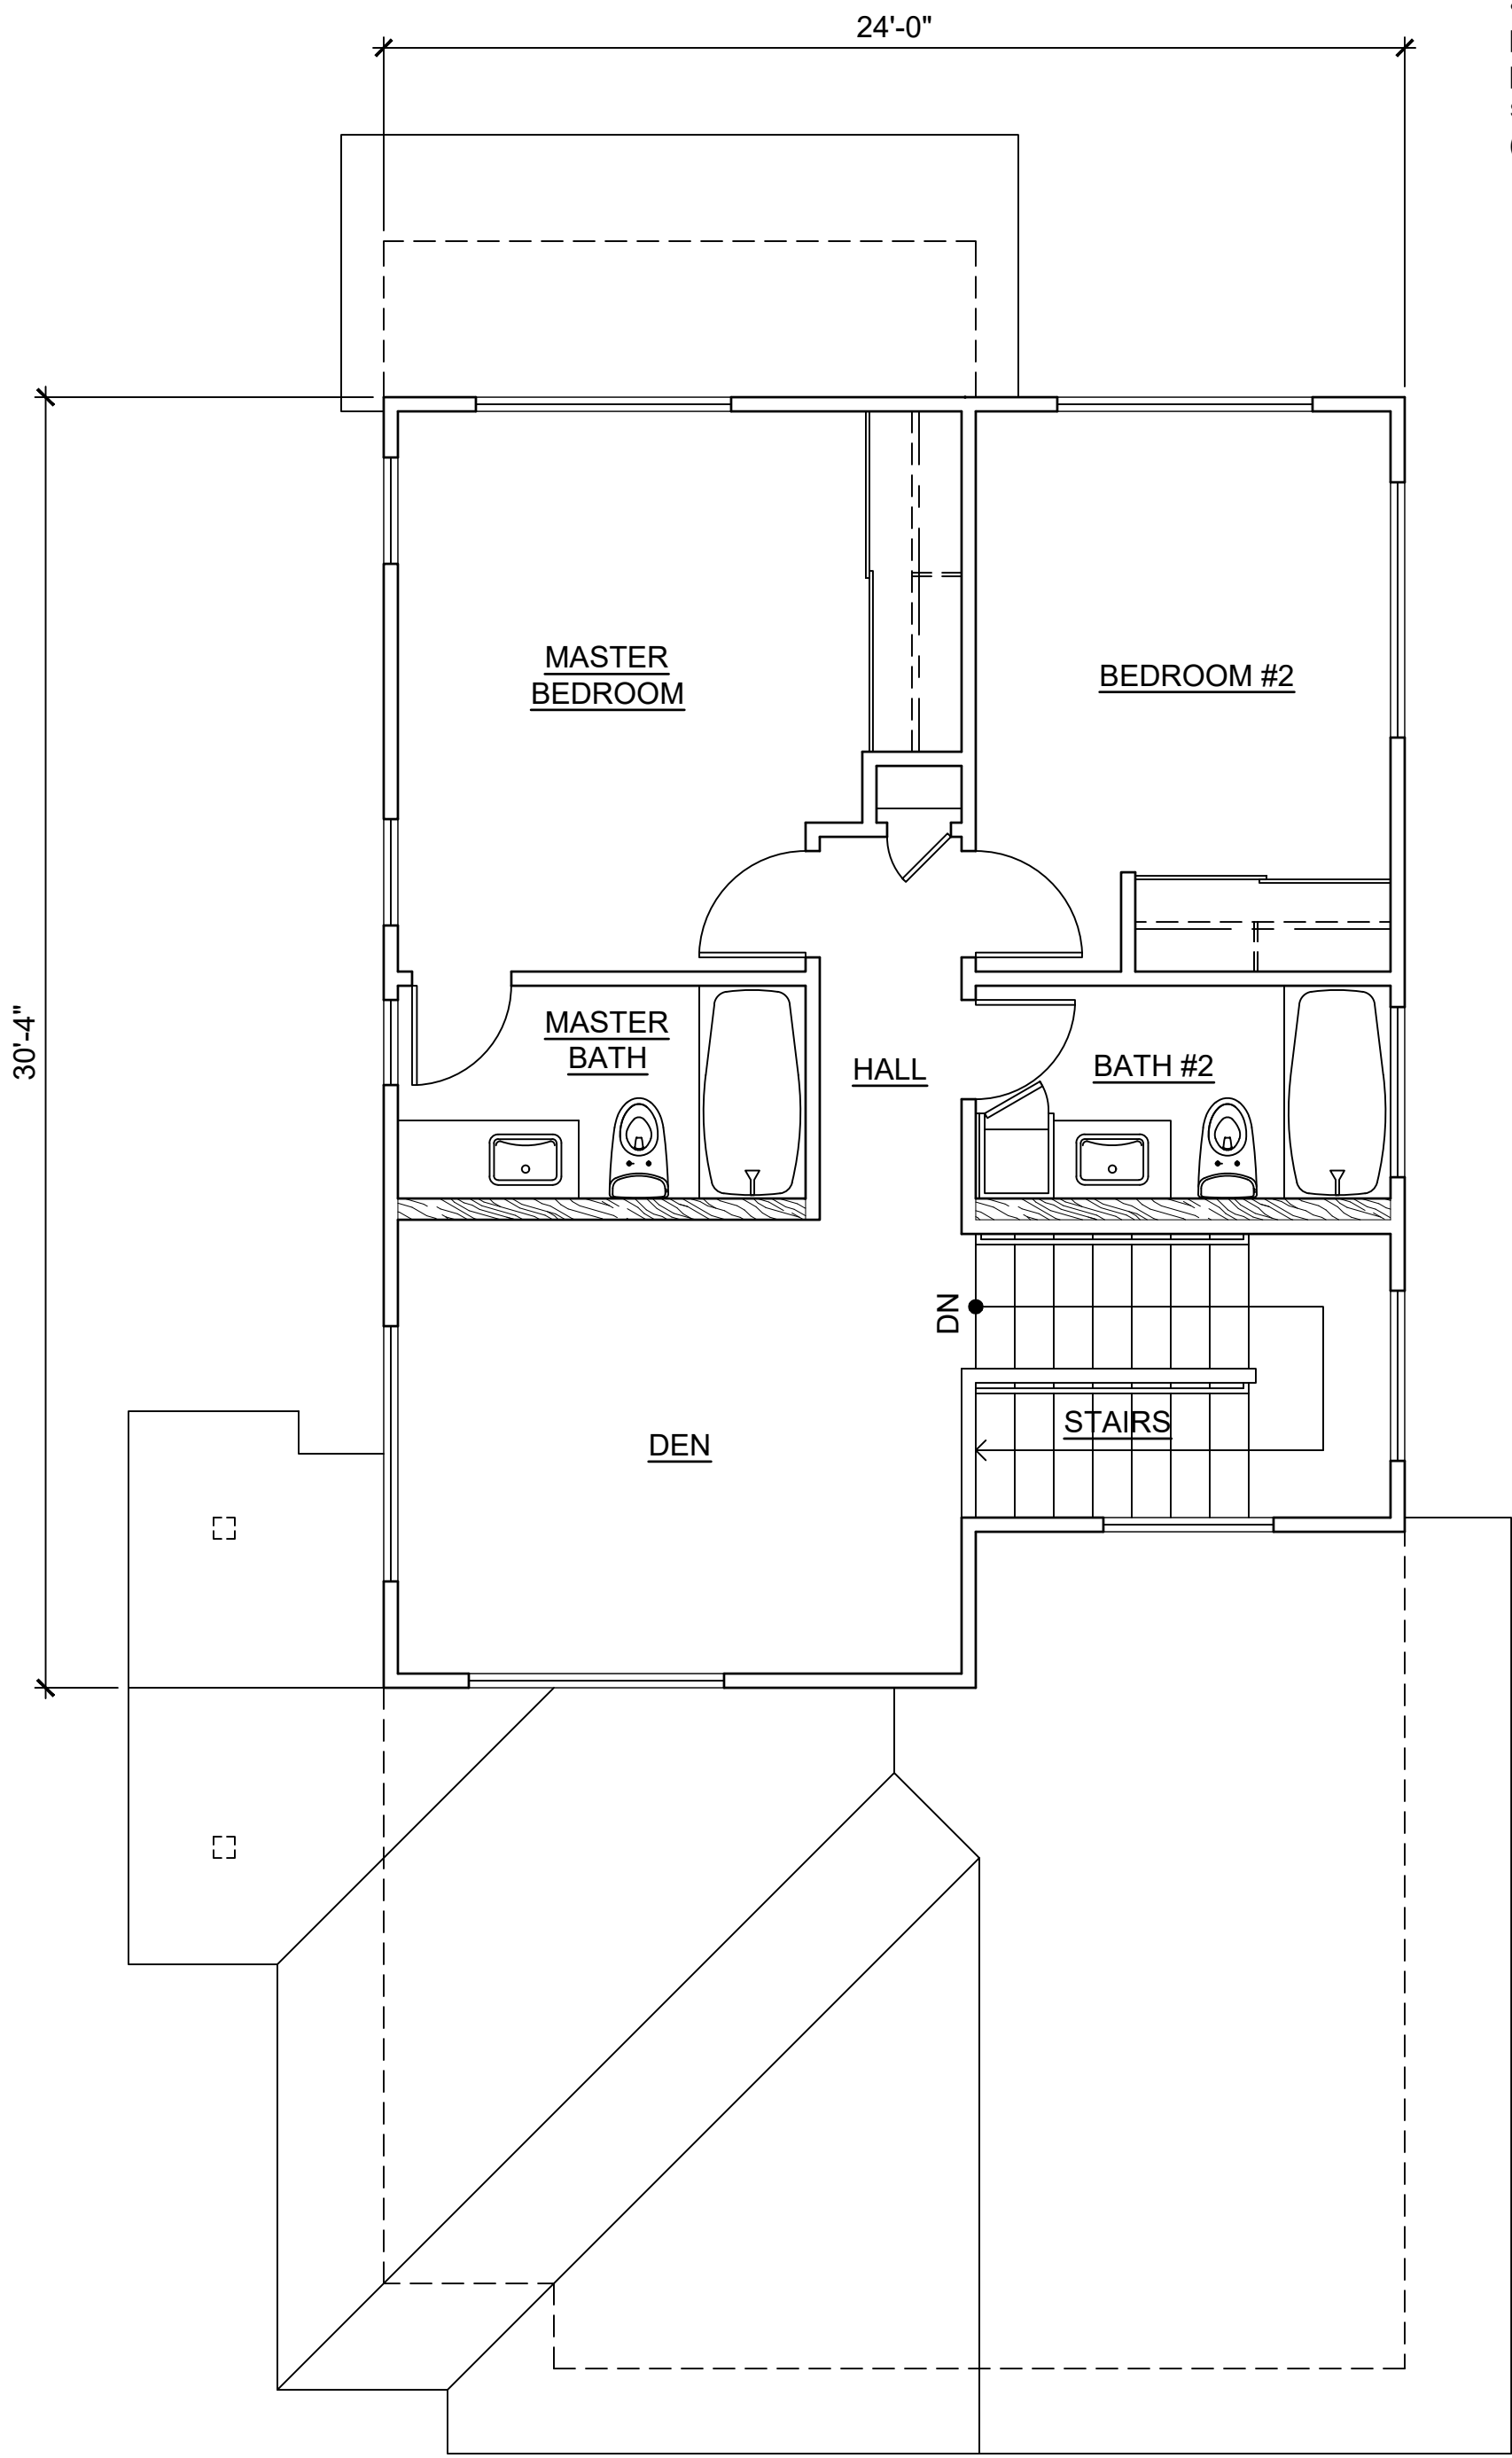 24'-0"
MASTER
BEDROOM
BEDROOM #2
30'-4"
MASTER
BATH
HALL
BATH #2
DN
STAIRS
DEN